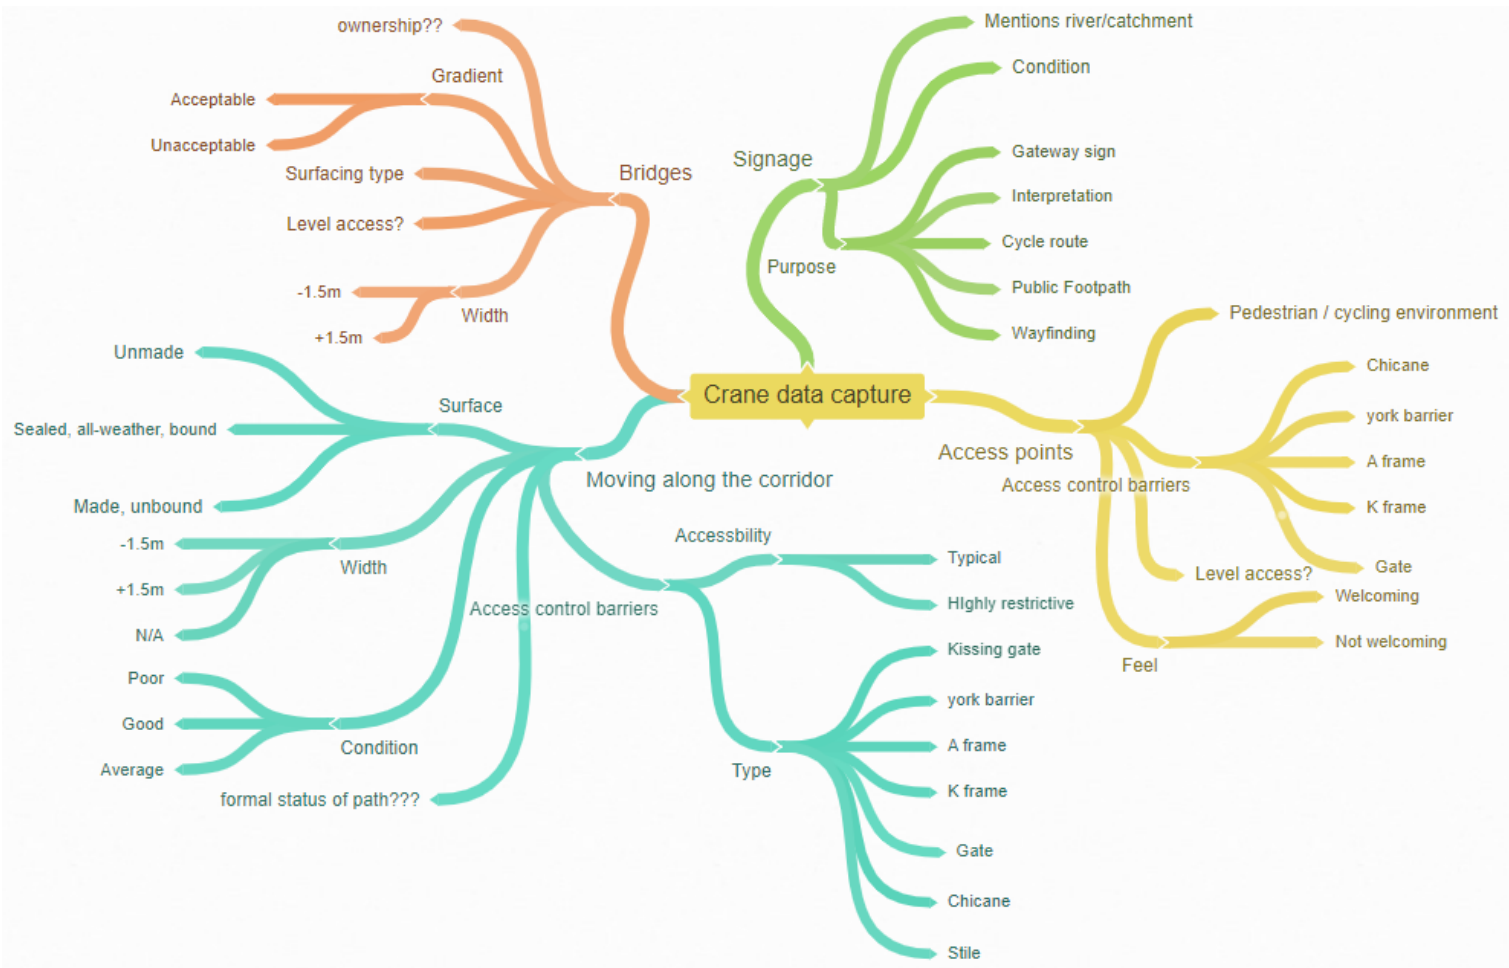 Crane data capture
Bridges
ownership??
Gradient
Acceptable
Unacceptable
Surfacing type
Level access?
Width
-1.5m
+1.5m
Signage
Mentions river/catchment
Condition
Purpose
Gateway sign
Interpretation
Cycle route
Public Footpath
Wayfinding
Access points
Pedestrian / cycling environment
Access control barriers
Chicane
york barrier
A frame
K frame
Gate
Level access?
Feel
Welcoming
Not welcoming
Moving along the corridor
Surface
Unmade
Sealed, all-weather, bound
Made, unbound
Width
-1.5m
+1.5m
N/A
Condition
Poor
Good
Average
formal status of path???
Access control barriers
Accessbility
Typical
HIghly restrictive
Type
Kissing gate
york barrier
A frame
K frame
Gate
Chicane
Stile